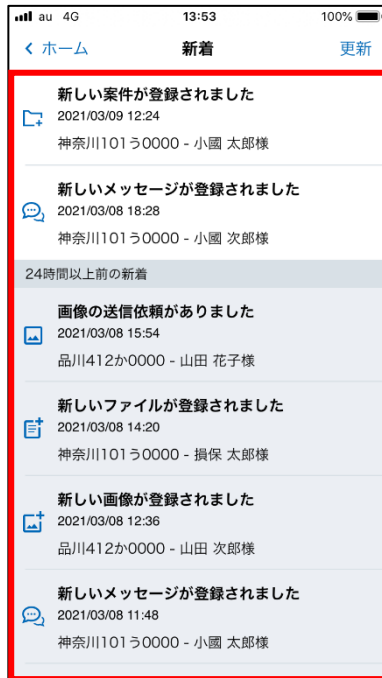 au 4G 13:53 100%
ホーム 新着 更新
新しい案件が登録されました
2021/03/09 12:24
神奈川101う0000 - 小國 太郎様
新しいメッセージが登録されました
2021/03/08 18:28
神奈川101う0000 - 小國 次郎様
24時間以上前の新着
画像の送信依頼がありました
2021/03/08 15:54
品川412か0000 - 山田 花子様
新しいファイルが登録されました
2021/03/08 14:20
神奈川101う0000 - 損保 太郎様
新しい画像が登録されました
2021/03/08 12:36
品川412か0000 - 山田 次郎様
新しいメッセージが登録されました
2021/03/08 11:48
神奈川101う0000 - 小國 太郎様